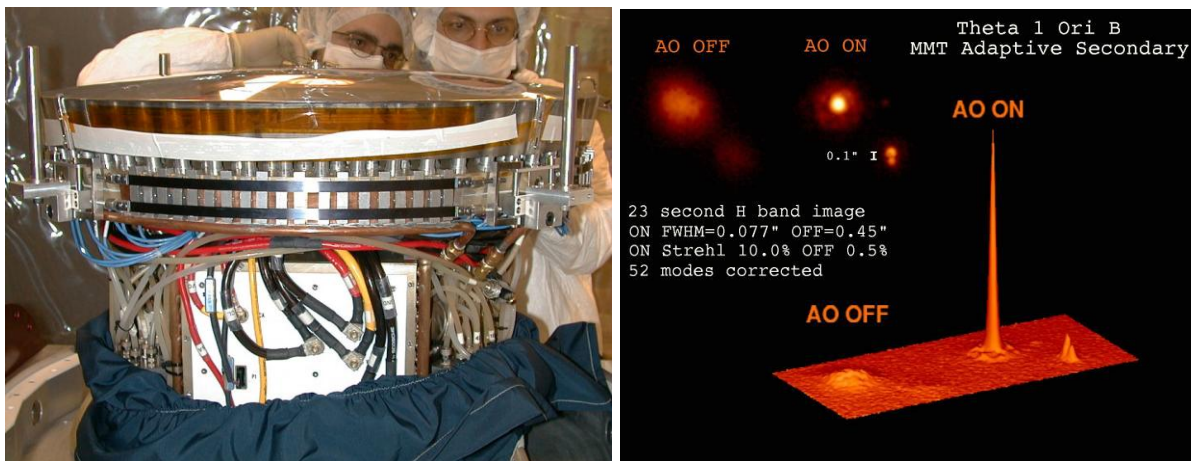 AO OFF
AO ON
Theta 1 Ori B
MMT Adaptive Secondary
AO ON
0.1"
23 second H band image
ON FWHM=0.077" OFF=0.45"
ON Strehl 10.0% OFF 0.5%
52 modes corrected
AO OFF